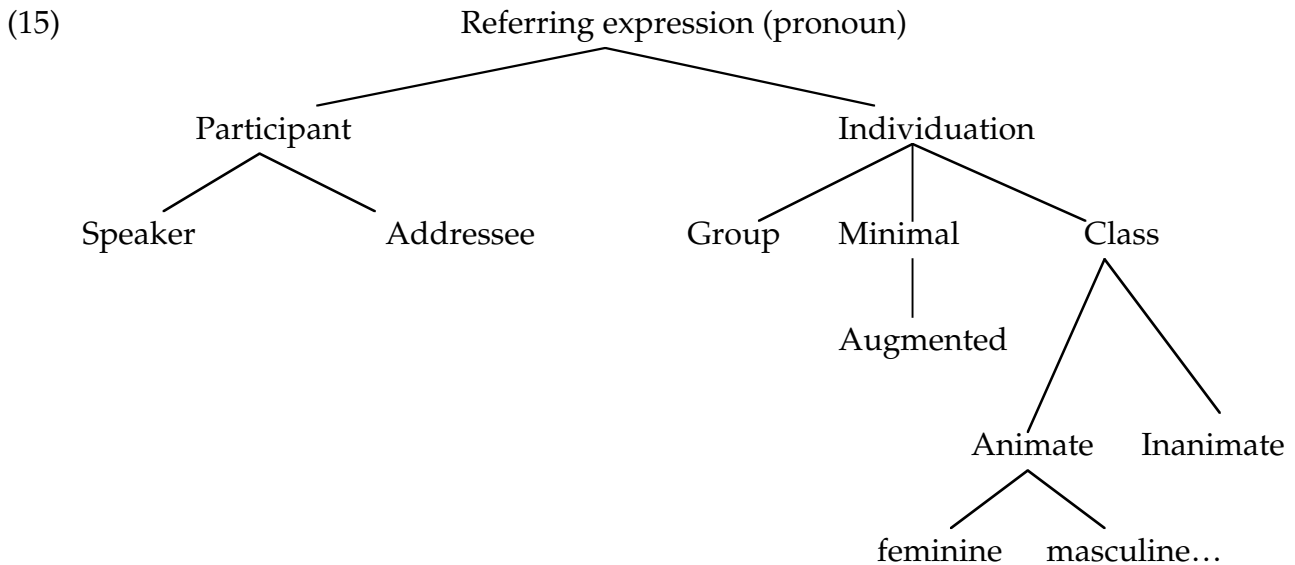 (15) Referring expression (pronoun)
Participant Individuation
Speaker Addressee Group Minimal Class
Augmented
Animate Inanimate
feminine masculine…